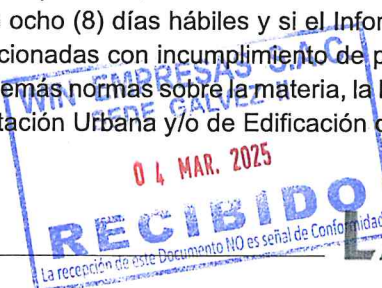 ocho (8) días hábiles y si el Infor
cionadas con incumplimiento de p
emás normas sobre la materia, la
tación Urbana y/o de Edificación
WIN EMPRESAS S.A.C
SEDE GALVEZ
04 MAR. 2025
RECIBIDO
La recepción de este Documento NO es señal de Conformidad